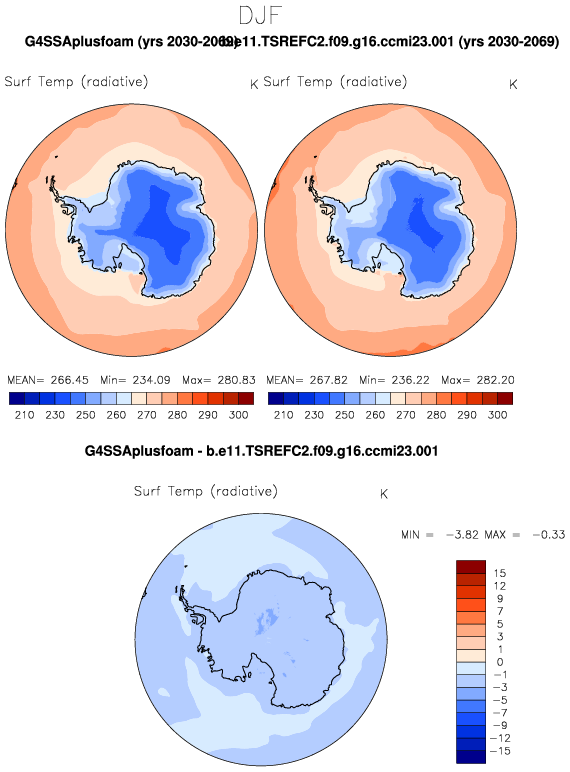 DJF
G4SSAplusfoam (yrs 2030-2069) b.e11.TSREFC2.f09.g16.ccmi23.001 (yrs 2030-2069)
Surf Temp (radiative) K Surf Temp (radiative) K
MEAN= 266.45 Min= 234.09 Max= 280.83 MEAN= 267.82 Min= 236.22 Max= 282.20
210 230 250 260 270 280 290 300 210 230 250 260 270 280 290 300
G4SSAplusfoam - b.e11.TSREFC2.f09.g16.ccmi23.001
Surf Temp (radiative) K
MIN = -3.82 MAX = -0.33
15
12
9
7
5
3
1
0
-1
-3
-5
-7
-9
-12
-15